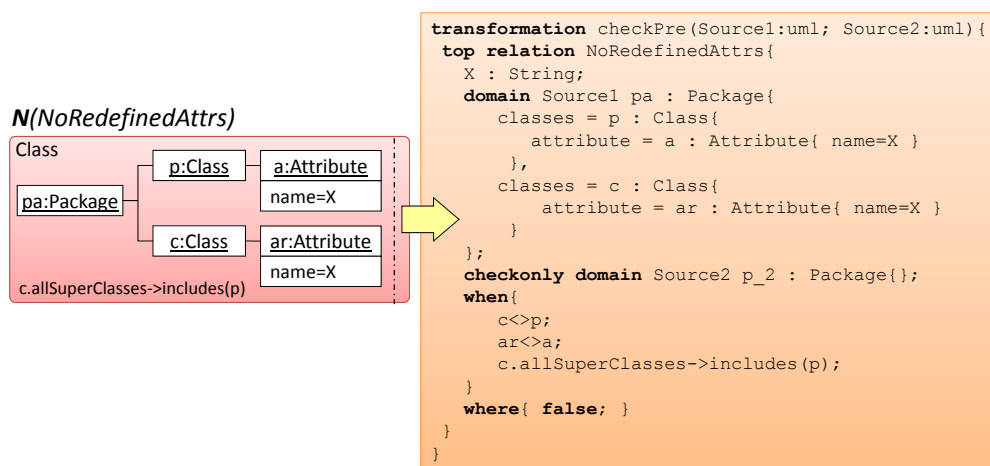 N(NoRedefinedAttrs)
Class
pa:Package
p:Class
a:Attribute
name=X
c:Class
ar:Attribute
name=X
c.allSuperClasses->includes(p)
transformation checkPre(Source1:uml; Source2:uml){
top relation NoRedefinedAttrs{
X : String;
domain Source1 pa : Package{
classes = p : Class{
attribute = a : Attribute{ name=X }
},
classes = c : Class{
attribute = ar : Attribute{ name=X }
}
};
checkonly domain Source2 p_2 : Package{};
when{
c<>p;
ar<>a;
c.allSuperClasses->includes(p);
}
where{ false; }
}
}